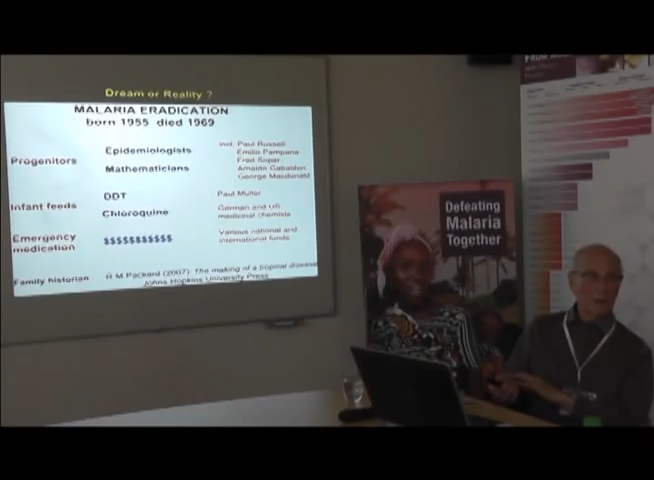 Dream or Reality ?
MALARIA ERADICATION
born 1955 died 1969
Progenitors
Epidemiologists
Mathematicians
incl. Paul Russell
Emilio Pampana
Fred Soper
Arnaldo Gabaldon
George Macdonald
Infant feeds
DDT
Paul Muller
Chloroquine
German and US
medicinal chemists
Emergency
medication
$$$$$$$$$$$
Various national and
international funds
Family historian
R M Packard (2007) The making of a tropical disease
Johns Hopkins University Press
Defeating
Malaria
Together